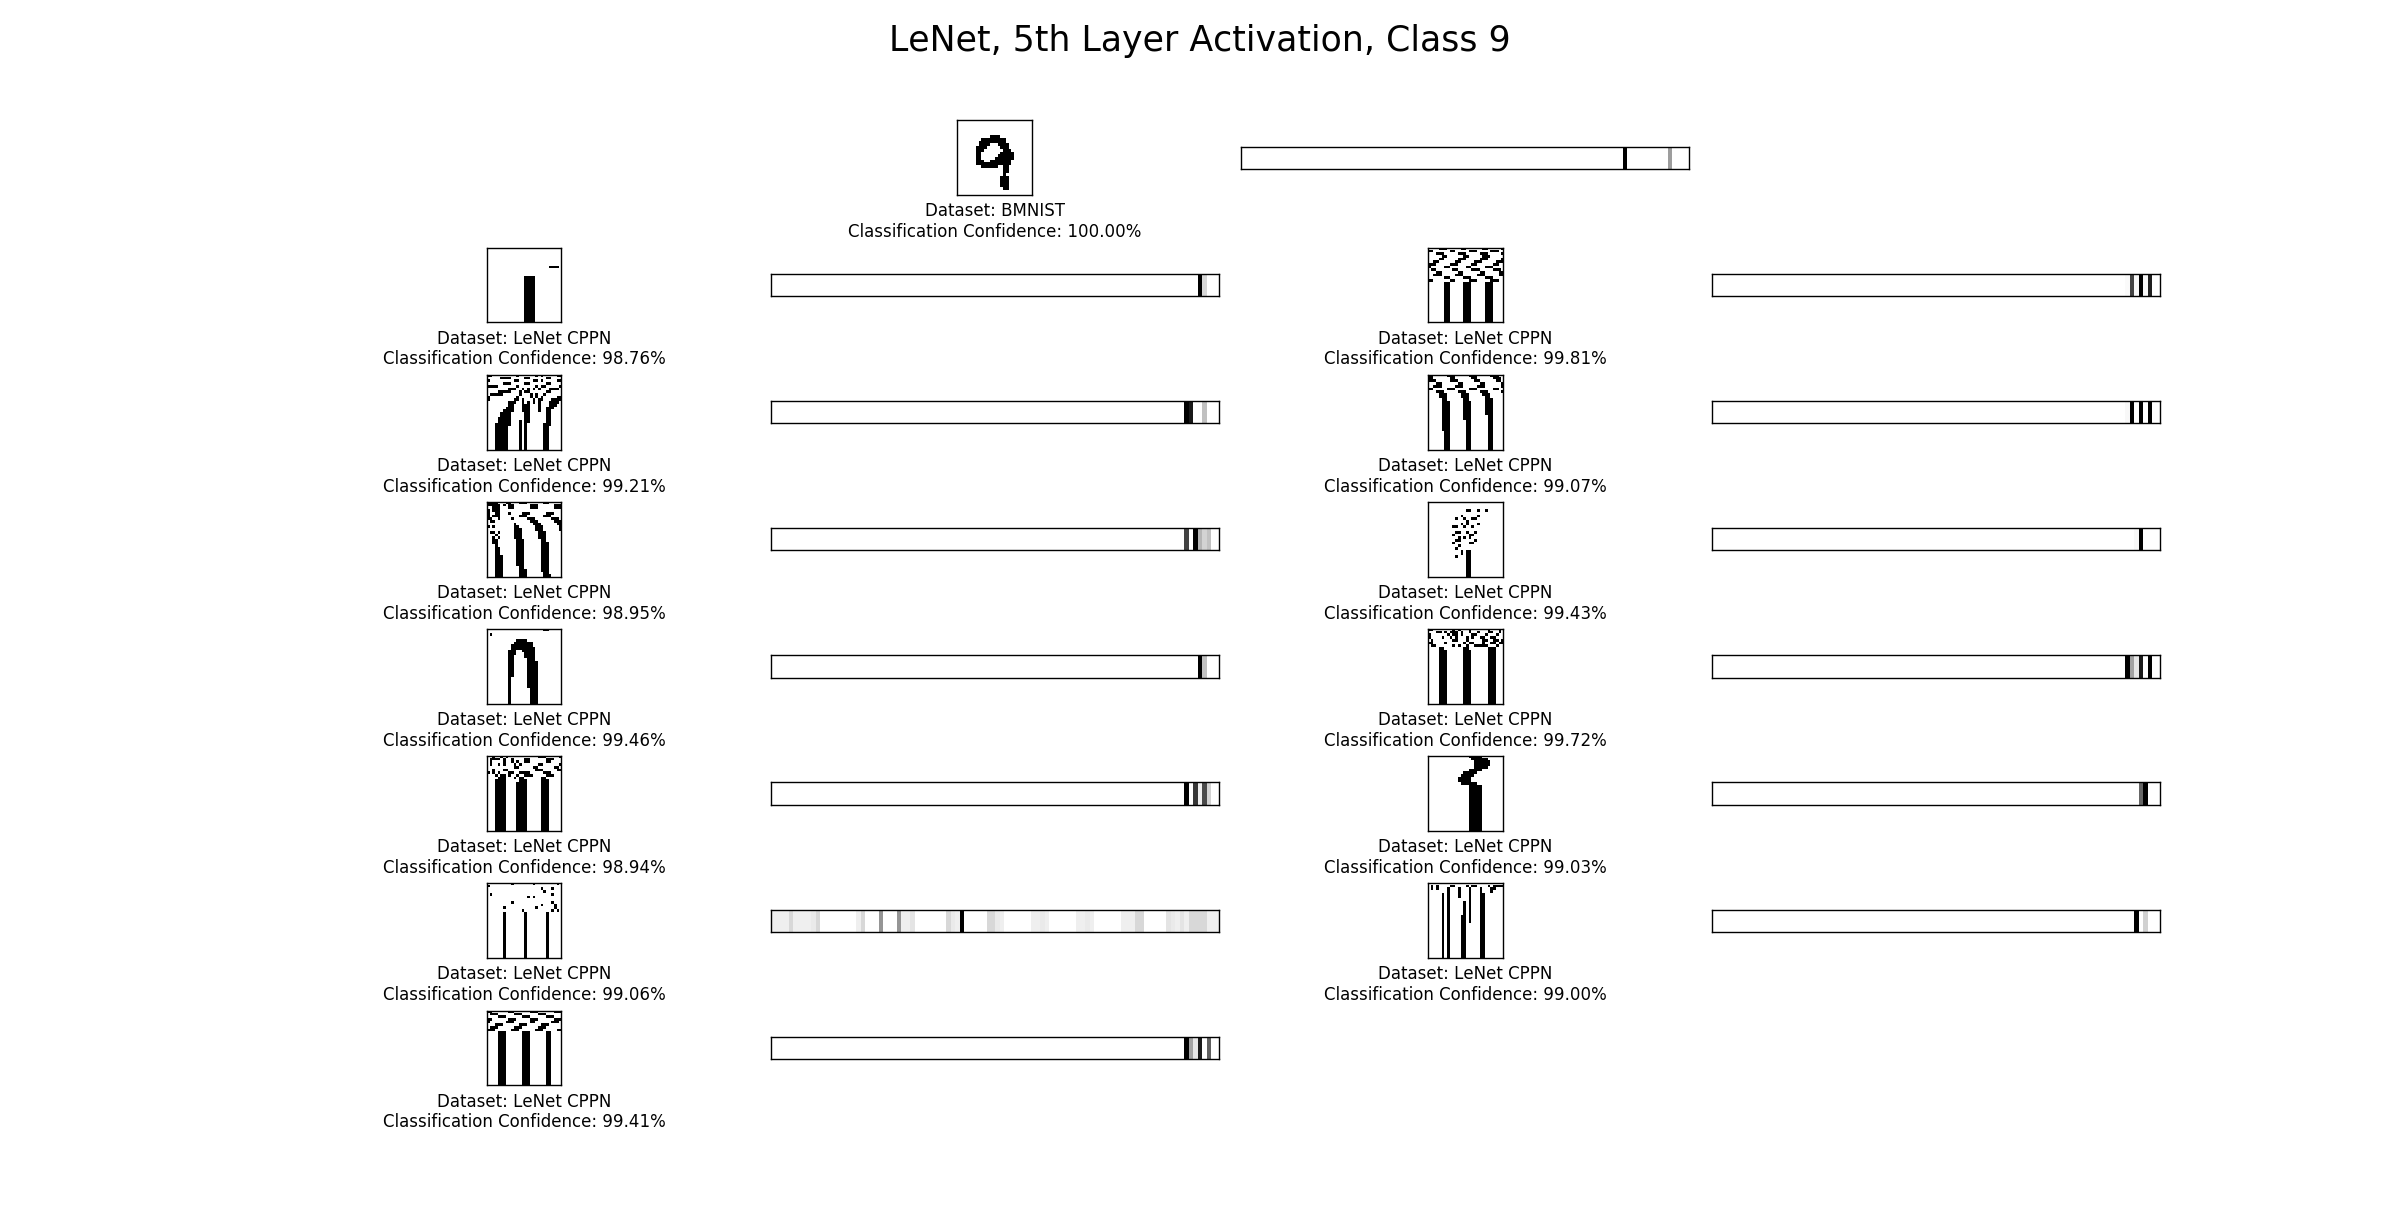 LeNet, 5th Layer Activation, Class 9
Dataset: BMNIST
Classification Confidence: 100.00%
Dataset: LeNet CPPN
Classification Confidence: 98.76%
Dataset: LeNet CPPN
Classification Confidence: 99.81%
Dataset: LeNet CPPN
Classification Confidence: 99.21%
Dataset: LeNet CPPN
Classification Confidence: 99.07%
Dataset: LeNet CPPN
Classification Confidence: 98.95%
Dataset: LeNet CPPN
Classification Confidence: 99.43%
Dataset: LeNet CPPN
Classification Confidence: 99.46%
Dataset: LeNet CPPN
Classification Confidence: 99.72%
Dataset: LeNet CPPN
Classification Confidence: 98.94%
Dataset: LeNet CPPN
Classification Confidence: 99.03%
Dataset: LeNet CPPN
Classification Confidence: 99.06%
Dataset: LeNet CPPN
Classification Confidence: 99.00%
Dataset: LeNet CPPN
Classification Confidence: 99.41%